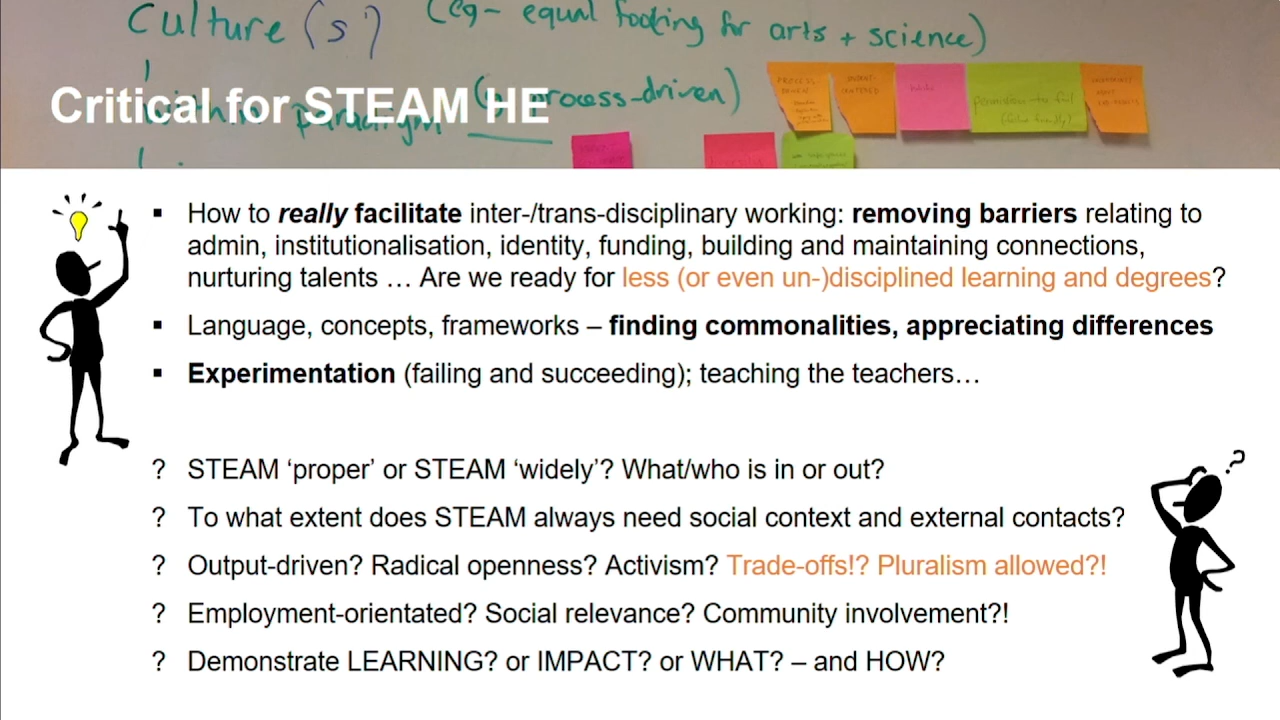 Culture (s) (eg- equal footing for arts + science)
Critical for STEAM HE
process-driven)
paradigm
permission to fail
▪ How to really facilitate inter-/trans-disciplinary working: removing barriers relating to
admin, institutionalisation, identity, funding, building and maintaining connections,
nurturing talents … Are we ready for less (or even un-)disciplined learning and degrees?
▪ Language, concepts, frameworks – finding commonalities, appreciating differences
▪ Experimentation (failing and succeeding); teaching the teachers…
? STEAM ‘proper’ or STEAM ‘widely’? What/who is in or out?
?
? To what extent does STEAM always need social context and external contacts?
? Output-driven? Radical openness? Activism? Trade-offs!? Pluralism allowed?!
? Employment-orientated? Social relevance? Community involvement?!
? Demonstrate LEARNING? or IMPACT? or WHAT? – and HOW?